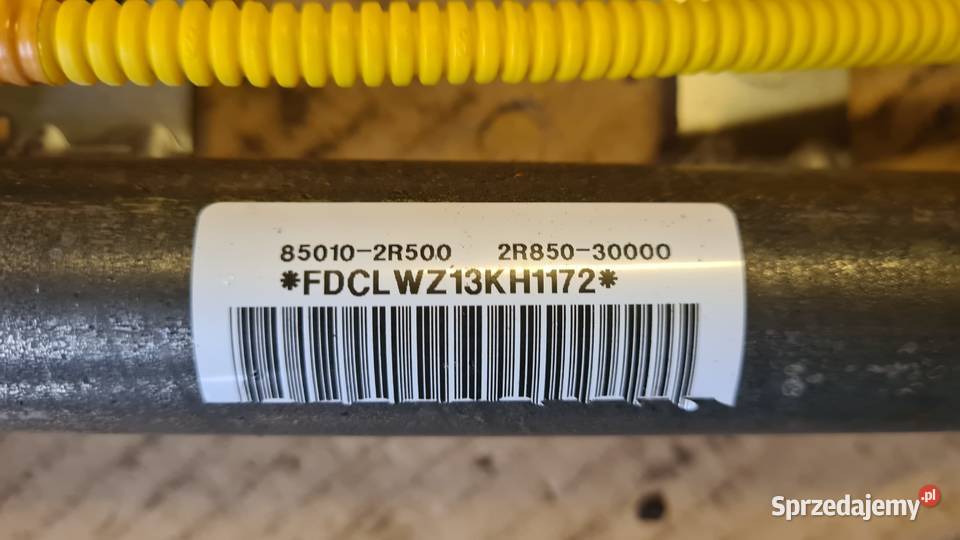 85010-2R500 2R850-30000
*FDCLWZ13KH1172*
Sprzedajemy.pl